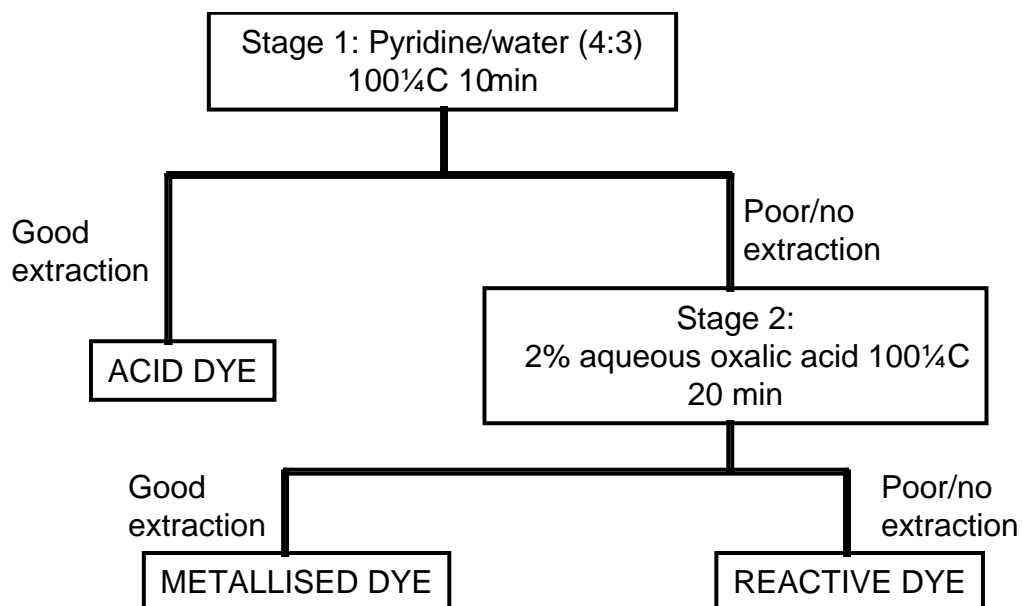 Stage 1: Pyridine/water (4:3)
100¼C 10min
Good
extraction
Poor/no
extraction
ACID DYE
Stage 2:
2% aqueous oxalic acid 100¼C
20 min
Good
extraction
Poor/no
extraction
METALLISED DYE
REACTIVE DYE